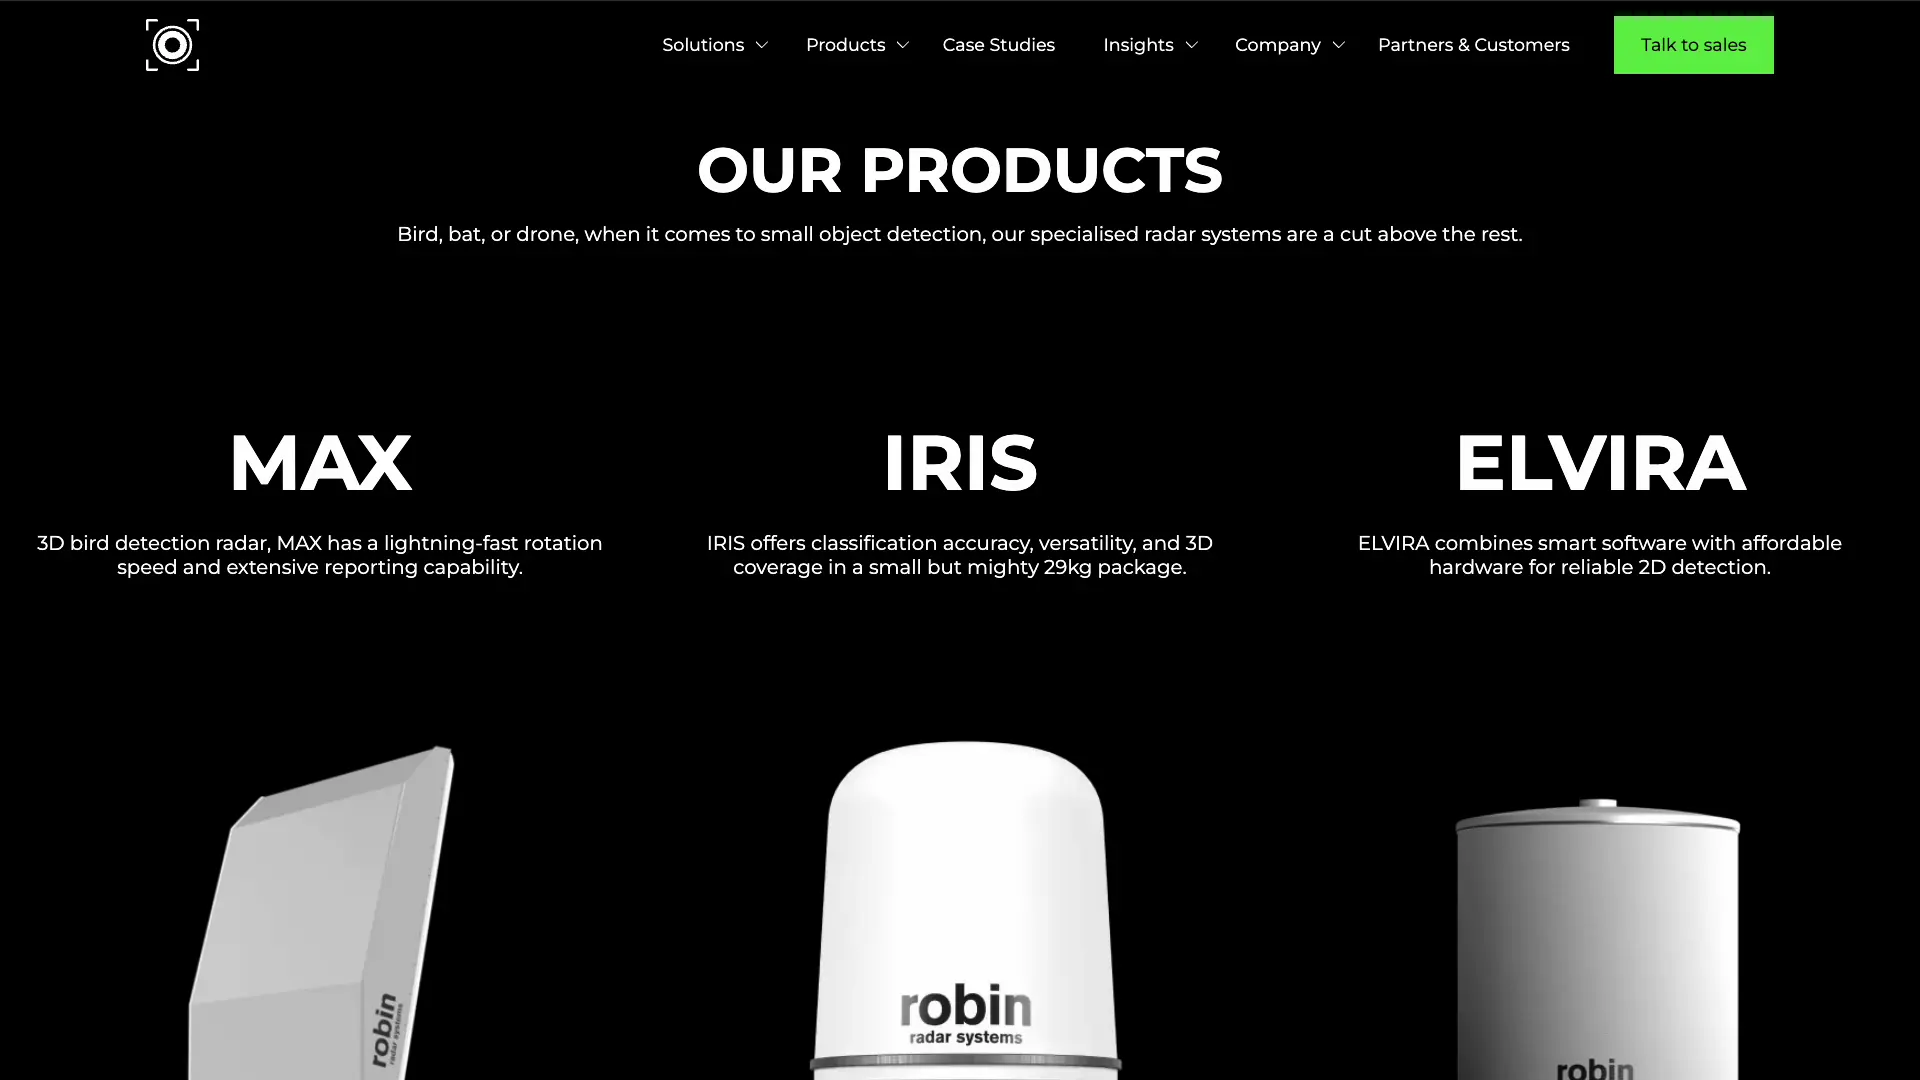 Solutions Products Case Studies Insights Company Partners & Customers Talk to sales
OUR PRODUCTS
Bird, bat, or drone, when it comes to small object detection, our specialised radar systems are a cut above the rest.
MAX
3D bird detection radar, MAX has a lightning-fast rotation
speed and extensive reporting capability.
IRIS
IRIS offers classification accuracy, versatility, and 3D
coverage in a small but mighty 29kg package.
ELVIRA
ELVIRA combines smart software with affordable
hardware for reliable 2D detection.
robin
radar systems
robin
radar systems
robin